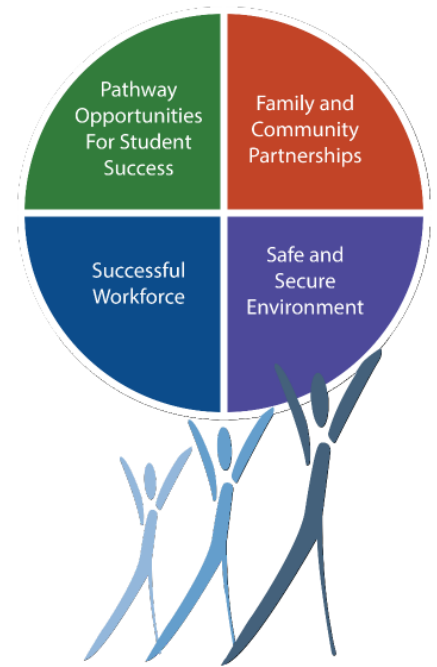 Pathway
Opportunities
For Student
Success
Family and
Community
Partnerships
Successful
Workforce
Safe and
Secure
Environment